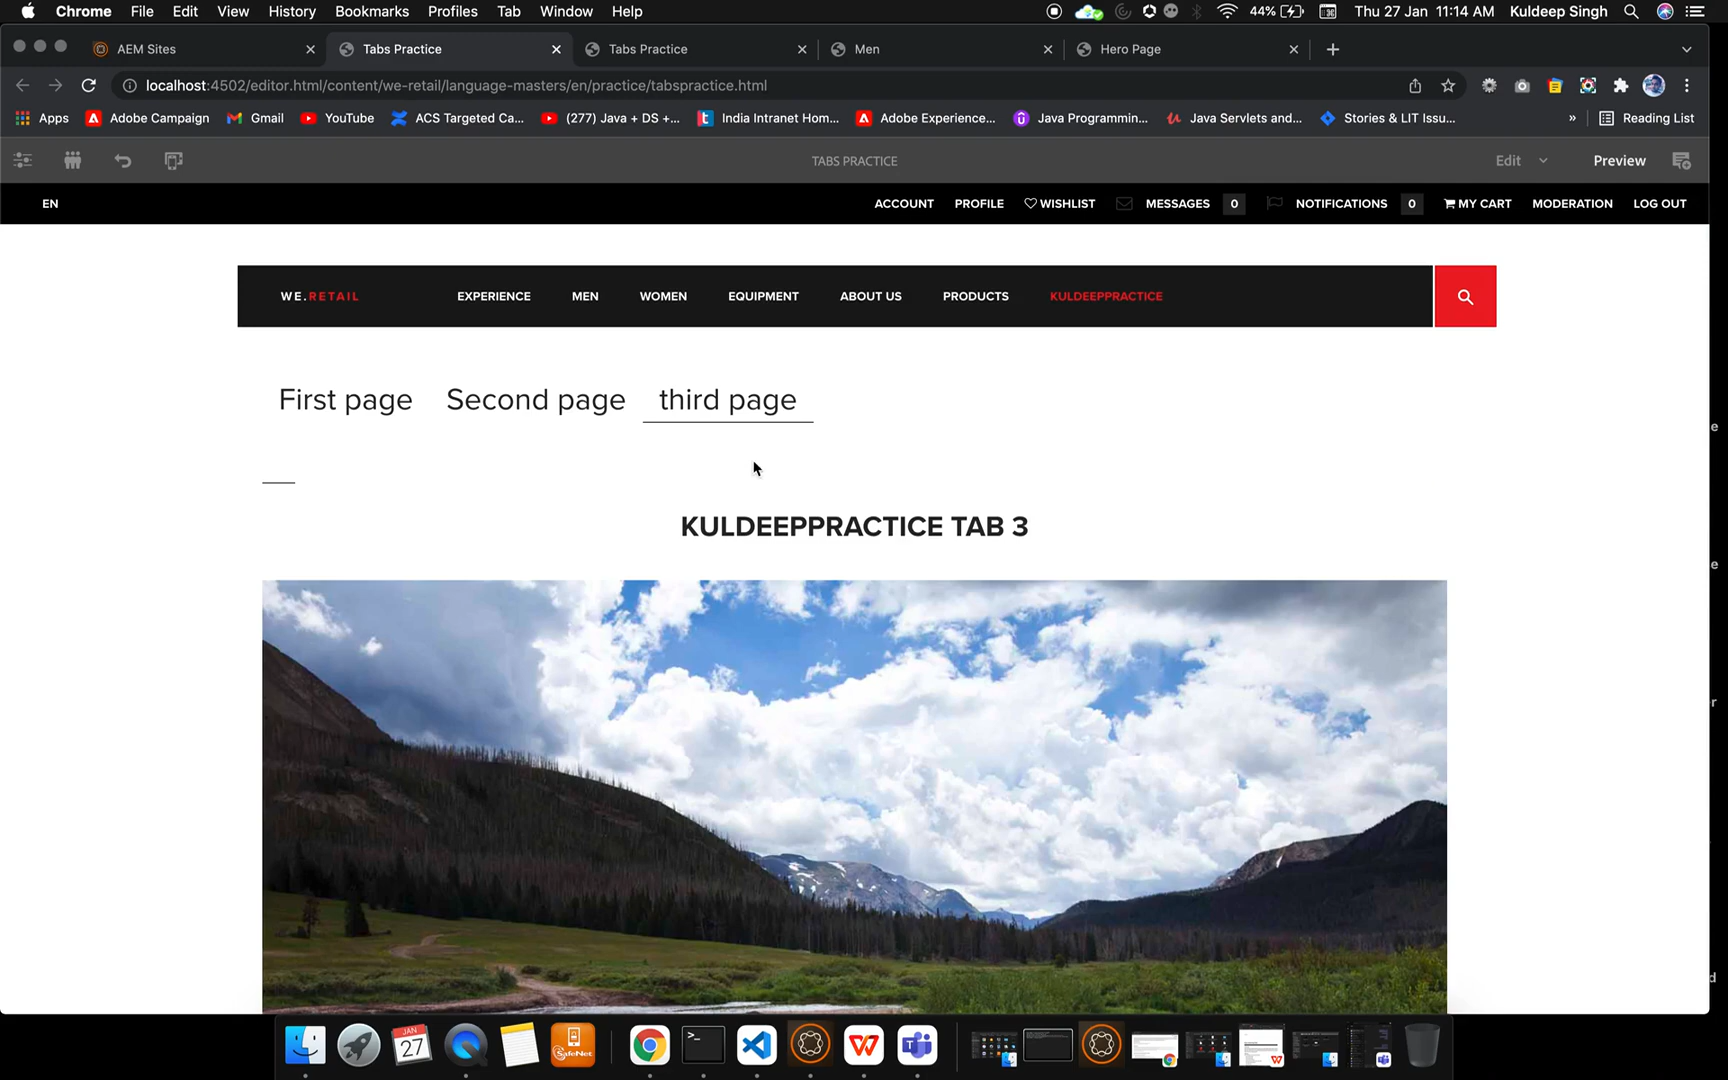 Chrome File Edit View History Bookmarks Profiles Tab Window Help 44% Thu 27 Jan 11:14 AM Kuldeep Singh
AEM Sites Tabs Practice Tabs Practice Men Hero Page
localhost:4502/editor.html/content/we-retail/language-masters/en/practice/tabspractice.html
Apps Adobe Campaign Gmail YouTube ACS Targeted Ca... (277) Java + DS +... India Intranet Hom... Adobe Experience... Java Programmin... Java Servlets and... Stories & LIT Issu... » Reading List
TABS PRACTICE Edit Preview
EN ACCOUNT PROFILE WISHLIST MESSAGES 0 NOTIFICATIONS 0 MY CART MODERATION LOG OUT
WE.RETAIL EXPERIENCE MEN WOMEN EQUIPMENT ABOUT US PRODUCTS KULDEEPPRACTICE
First page Second page third page
KULDEEPPRACTICE TAB 3
JAN
27
SafeNet